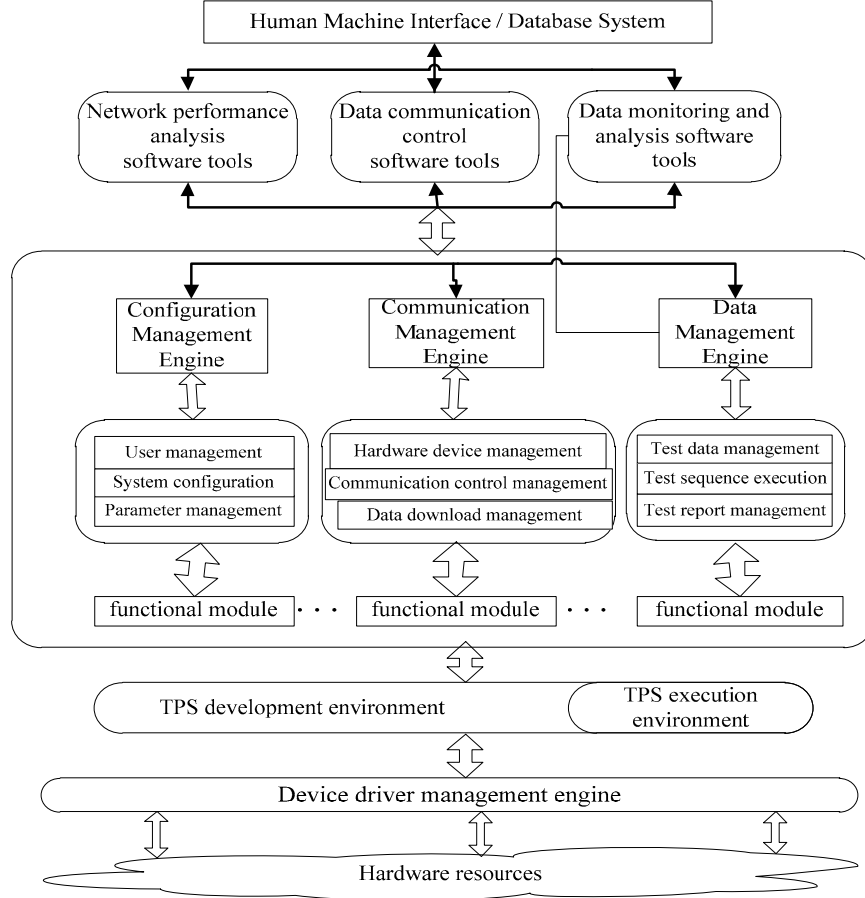 Human Machine Interface / Database System
Network performance
analysis
software tools
Data communication
control
software tools
Data monitoring and
analysis software
tools
Configuration
Management
Engine
Communication
Management
Engine
Data
Management
Engine
User management
System configuration
Parameter management
Hardware device management
Communication control management
Data download management
Test data management
Test sequence execution
Test report management
functional module
...
functional module
...
functional module
TPS development environment
TPS execution
environment
Device driver management engine
Hardware resources